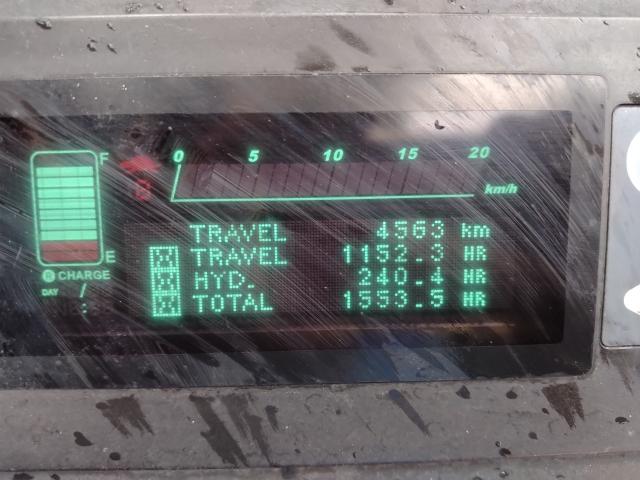 F
0 5 10 15 20
km/h
E
CHARGE
DAY / :
TRAVEL 4563 km
TRAVEL 1152.3 HR
HYD. 240.4 HR
TOTAL 1553.5 HR